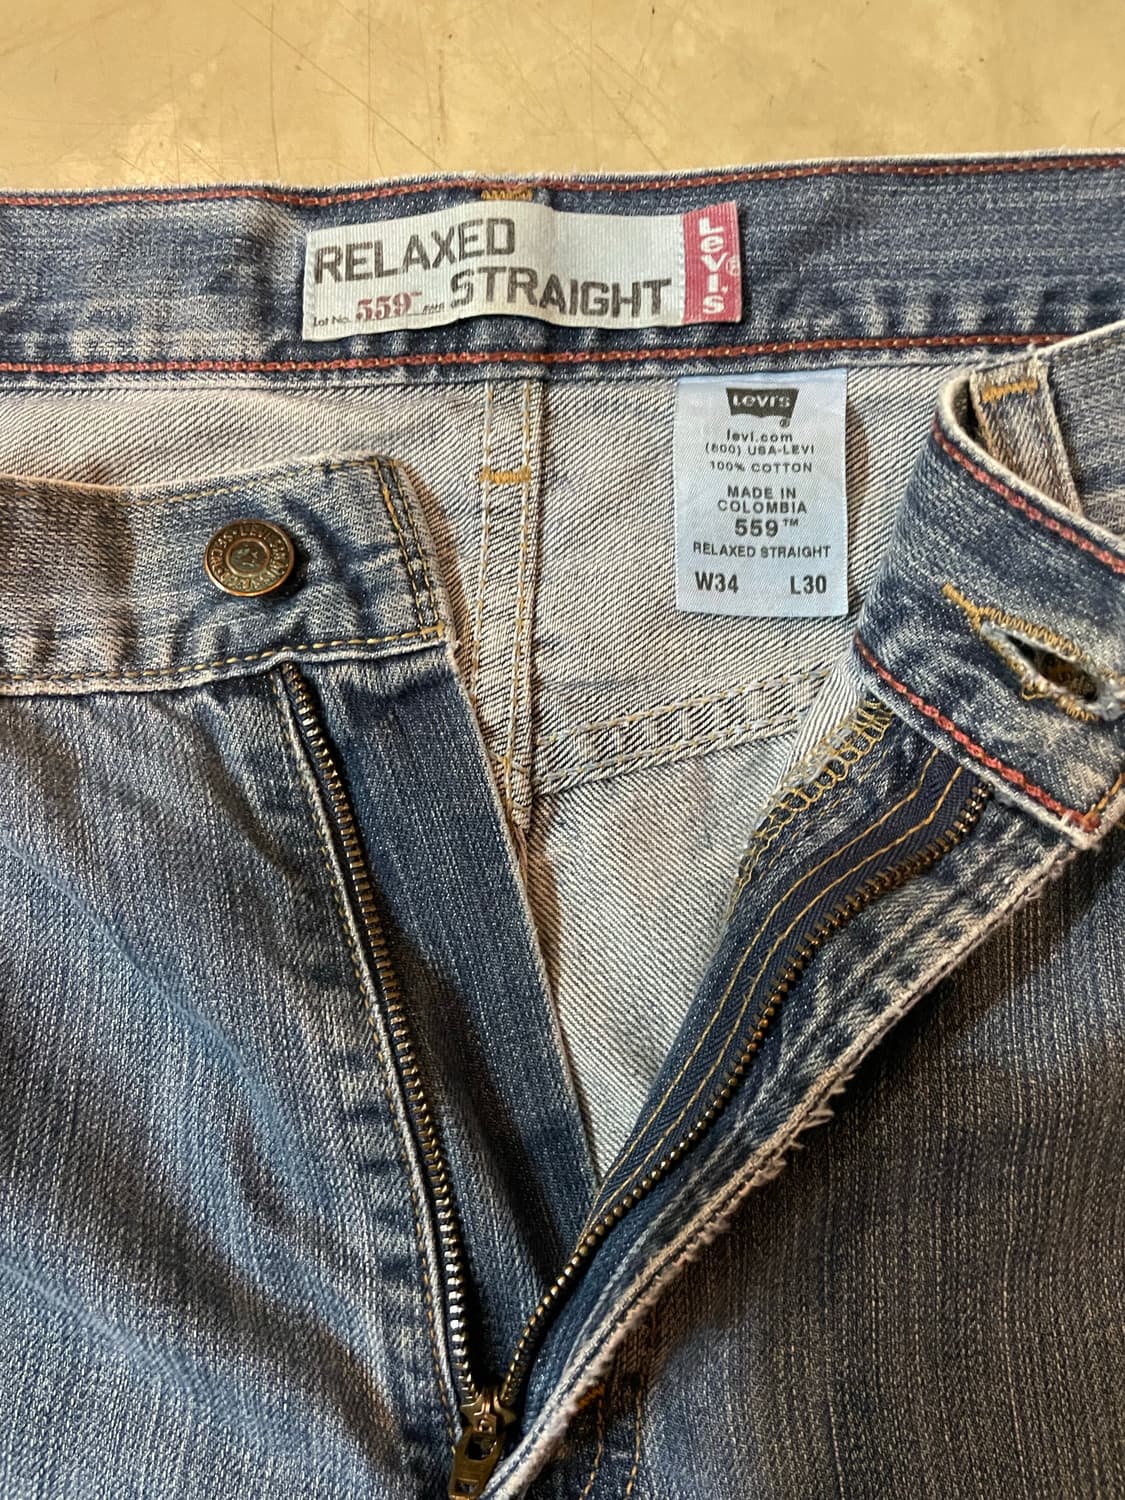 RELAXED
STRAIGHT
Lot No. 559™
Levi's®
Levi's
®
levi.com
(800) USA-LEVI
100% COTTON
MADE IN
COLOMBIA
559™
RELAXED STRAIGHT
W34 L30